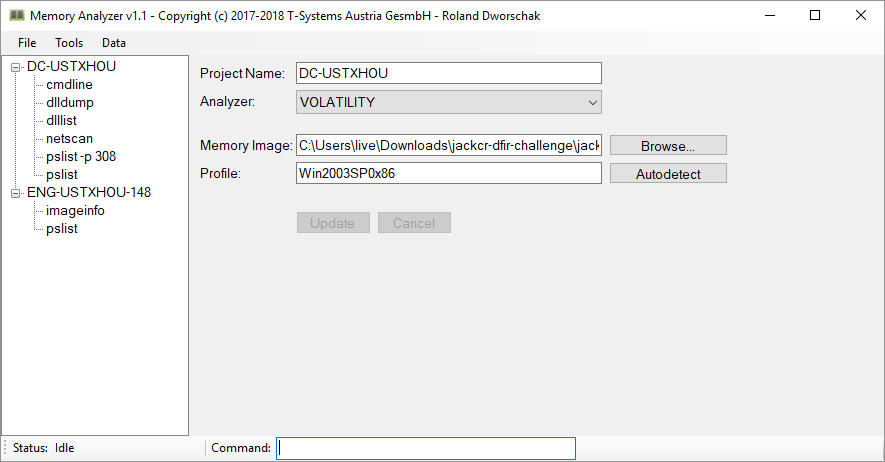 Memory Analyzer v1.1 - Copyright (c) 2017-2018 T-Systems Austria GesmbH - Roland Dworschak
File Tools Data
DC-USTXHOU
cmdline
dlldump
dlllist
netscan
pslist -p 308
pslist
ENG-USTXHOU-148
imageinfo
pslist
Project Name: DC-USTXHOU
Analyzer: VOLATILITY
Memory Image: C:\Users\live\Downloads\jackcr-dfir-challenge\jack Browse...
Profile: Win2003SP0x86 Autodetect
Update Cancel
Status: Idle Command: